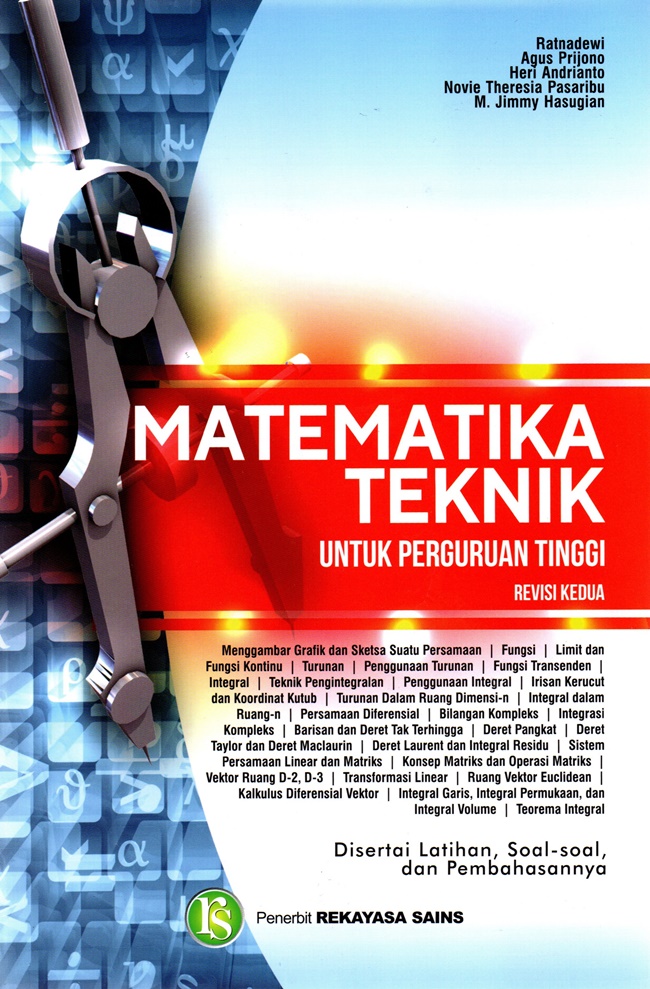 Ratnadewi
Agus Prijono
Heri Andrianto
Novie Theresia Pasaribu
M. Jimmy Hasugian
MATEMATIKA
TEKNIK
UNTUK PERGURUAN TINGGI
REVISI KEDUA
Menggambar Grafik dan Sketsa Suatu Persamaan | Fungsi | Limit dan
Fungsi Kontinu | Turunan | Penggunaan Turunan | Fungsi Transenden |
Integral | Teknik Pengintegralan | Penggunaan Integral | Irisan Kerucut
dan Koordinat Kutub | Turunan Dalam Ruang Dimensi-n | Integral dalam
Ruang-n | Persamaan Diferensial | Bilangan Kompleks | Integrasi
Kompleks | Barisan dan Deret Tak Terhingga | Deret Pangkat | Deret
Taylor dan Deret Maclaurin | Deret Laurent dan Integral Residu | Sistem
Persamaan Linear dan Matriks | Konsep Matriks dan Operasi Matriks |
Vektor Ruang D-2, D-3 | Transformasi Linear | Ruang Vektor Euclidean |
Kalkulus Diferensial Vektor | Integral Garis, Integral Permukaan, dan
Integral Volume | Teorema Integral
Disertai Latihan, Soal-soal,
dan Pembahasannya
rs Penerbit REKAYASA SAINS